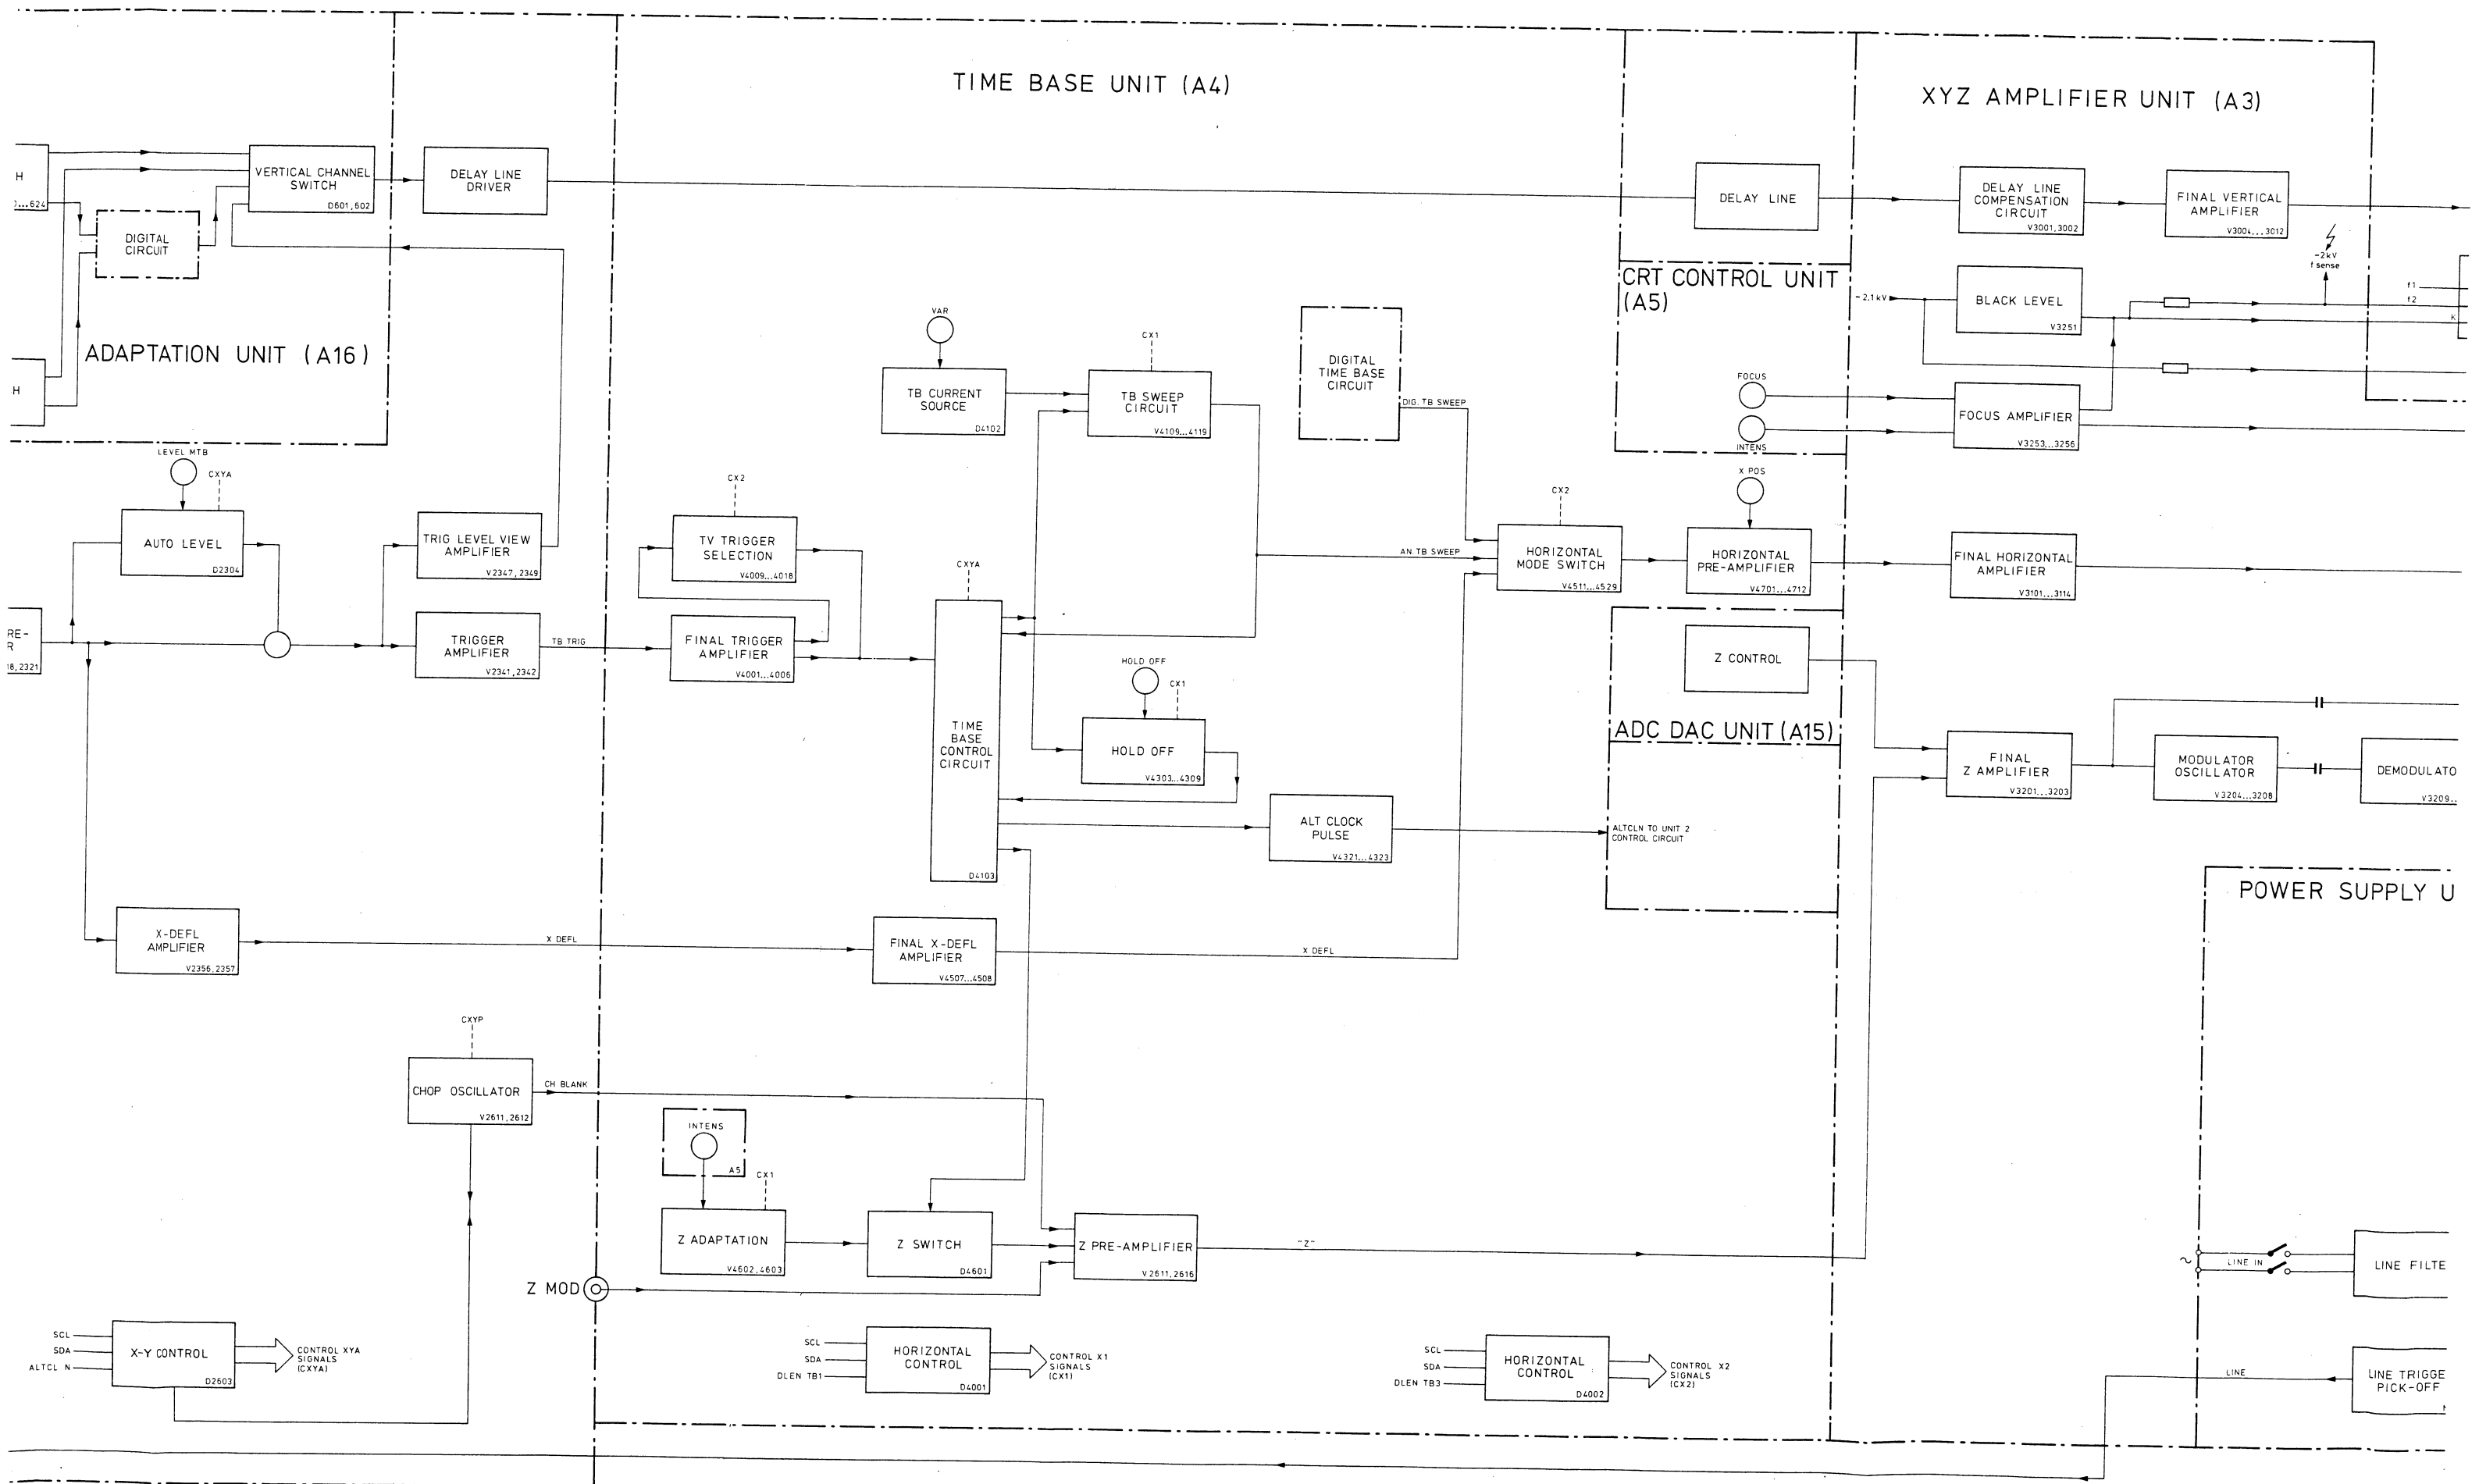 TIME BASE UNIT (A4)
XYZ AMPLIFIER UNIT (A3)
H
VERTICAL CHANNEL
SWITCH
D601,602
DELAY LINE
DRIVER
DELAY LINE
DELAY LINE
COMPENSATION
CIRCUIT
V3001,3002
FINAL VERTICAL
AMPLIFIER
V3004...3012
...624
DIGITAL
CIRCUIT
-2kV
f sense
CRT CONTROL UNIT
(A5)
-2.1 kV
BLACK LEVEL
V3251
f1
f2
K
ADAPTATION UNIT (A16)
H
VAR
TB CURRENT
SOURCE
D4102
CX1
TB SWEEP
CIRCUIT
V4109...4119
DIGITAL
TIME BASE
CIRCUIT
DIG. TB SWEEP
FOCUS
INTENS
FOCUS AMPLIFIER
V3253...3256
LEVEL MTB
CXYA
AUTO LEVEL
D2304
TRIG LEVEL VIEW
AMPLIFIER
V2347,2349
CX2
TV TRIGGER
SELECTION
V4009...4018
CXYA
AN. TB SWEEP
CX2
HORIZONTAL
MODE SWITCH
V4511...4529
X POS
HORIZONTAL
PRE-AMPLIFIER
V4701...4712
FINAL HORIZONTAL
AMPLIFIER
V3101...3114
RE-
R
18,2321
TRIGGER
AMPLIFIER
V2341,2342
TB TRIG
FINAL TRIGGER
AMPLIFIER
V4001...4006
HOLD OFF
CX1
HOLD OFF
V4303...4309
TIME
BASE
CONTROL
CIRCUIT
D4103
Z CONTROL
ADC DAC UNIT (A15)
FINAL
Z AMPLIFIER
V3201...3203
MODULATOR
OSCILLATOR
V3204...3208
DEMODULATO
V3209..
ALT CLOCK
PULSE
V4321...4323
ALTCLN TO UNIT 2
CONTROL CIRCUIT
POWER SUPPLY U
X-DEFL
AMPLIFIER
V2356,2357
X DEFL
FINAL X-DEFL
AMPLIFIER
V4507...4508
X DEFL
CXYP
CHOP OSCILLATOR
V2611,2612
CH BLANK
INTENS
A5
CX1
Z ADAPTATION
V4602,4603
Z SWITCH
D4601
Z PRE-AMPLIFIER
V2611,2616
"Z"
Z MOD
~
LINE IN
LINE FILTE
SCL
SDA
ALTCL N
X-Y CONTROL
D2603
CONTROL XYA
SIGNALS
(CXYA)
SCL
SDA
DLEN TB1
HORIZONTAL
CONTROL
D4001
CONTROL X1
SIGNALS
(CX1)
SCL
SDA
DLEN TB3
HORIZONTAL
CONTROL
D4002
CONTROL X2
SIGNALS
(CX2)
LINE
LINE TRIGGE
PICK-OFF